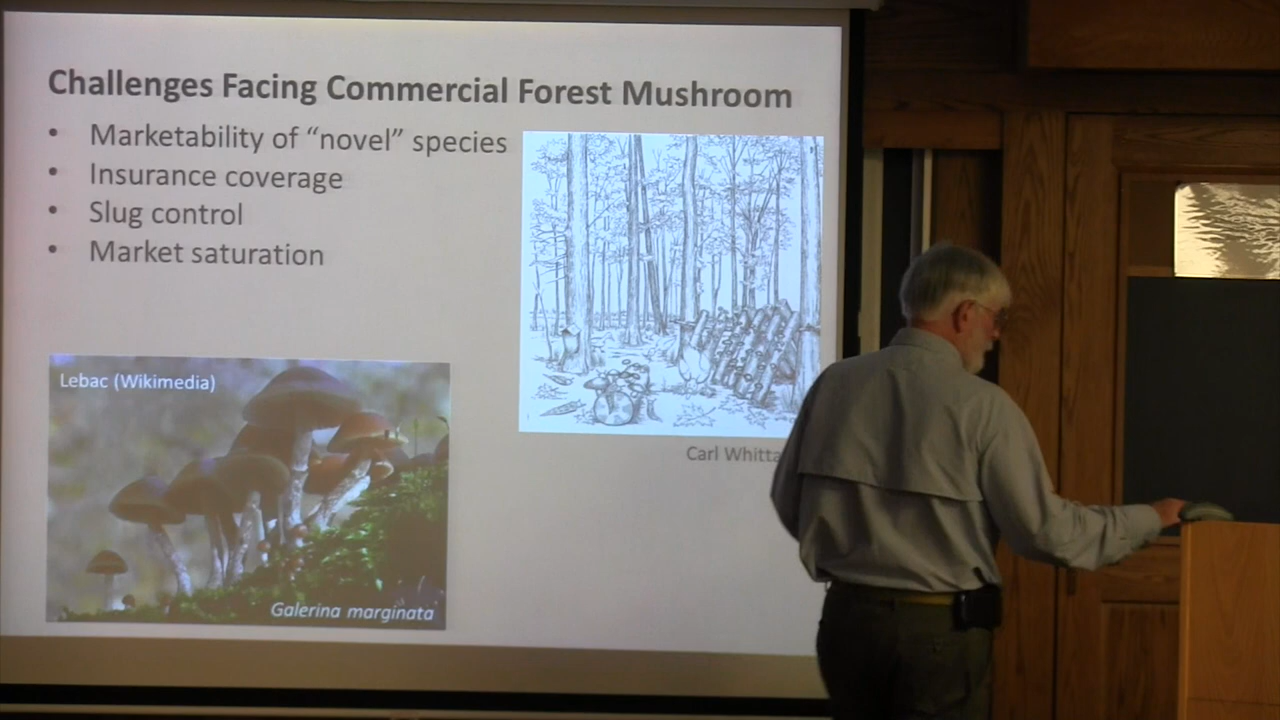 Challenges Facing Commercial Forest Mushroom
• Marketability of “novel” species
• Insurance coverage
• Slug control
• Market saturation
Lebac (Wikimedia)
Carl Whitta
Galerina marginata